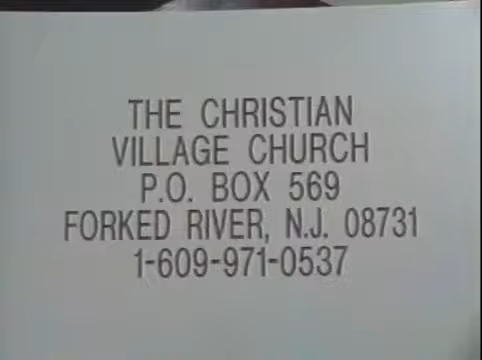 THE CHRISTIAN
VILLAGE CHURCH
P.O. BOX 569
FORKED RIVER, N.J. 08731
1-609-971-0537